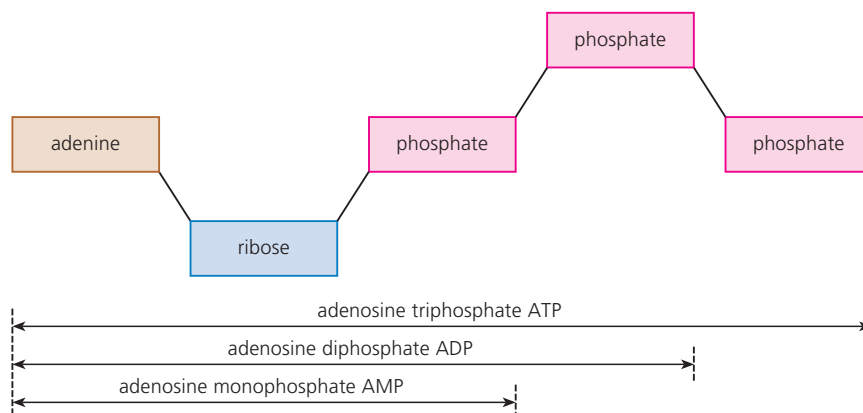 phosphate
adenine
phosphate
phosphate
ribose
adenosine triphosphate ATP
adenosine diphosphate ADP
adenosine monophosphate AMP